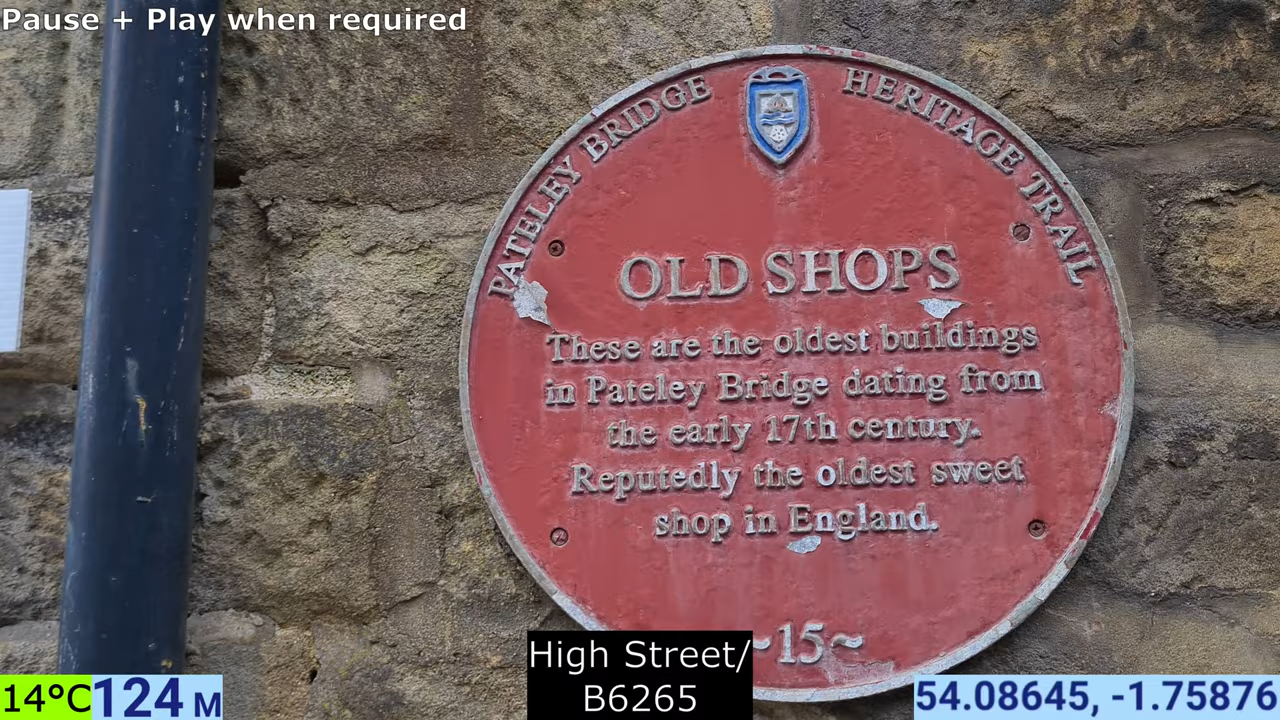 Pause + Play when required
PATELEY BRIDGE HERITAGE TRAIL
OLD SHOPS
These are the oldest buildings
in Pateley Bridge dating from
the early 17th century.
Reputedly the oldest sweet
shop in England.
~15~
High Street/
B6265
14°C 124 M
54.08645, -1.75876